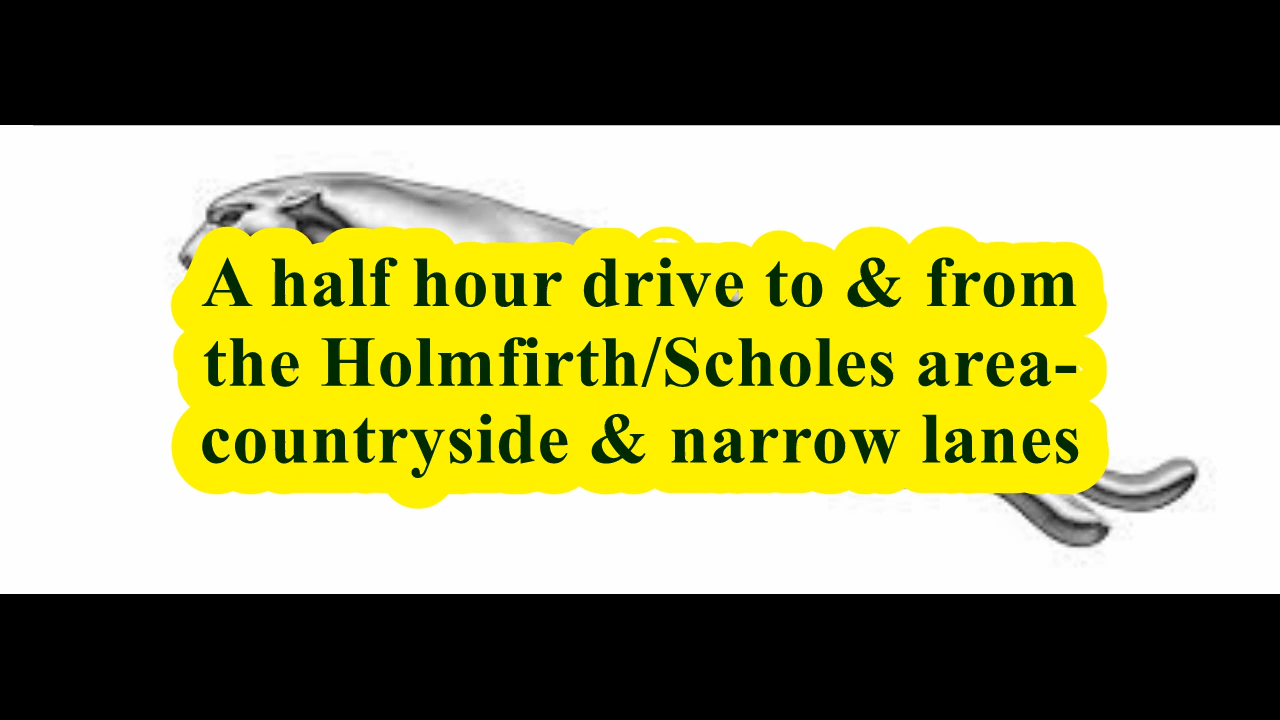 A half hour drive to & from
the Holmfirth/Scholes area-
countryside & narrow lanes